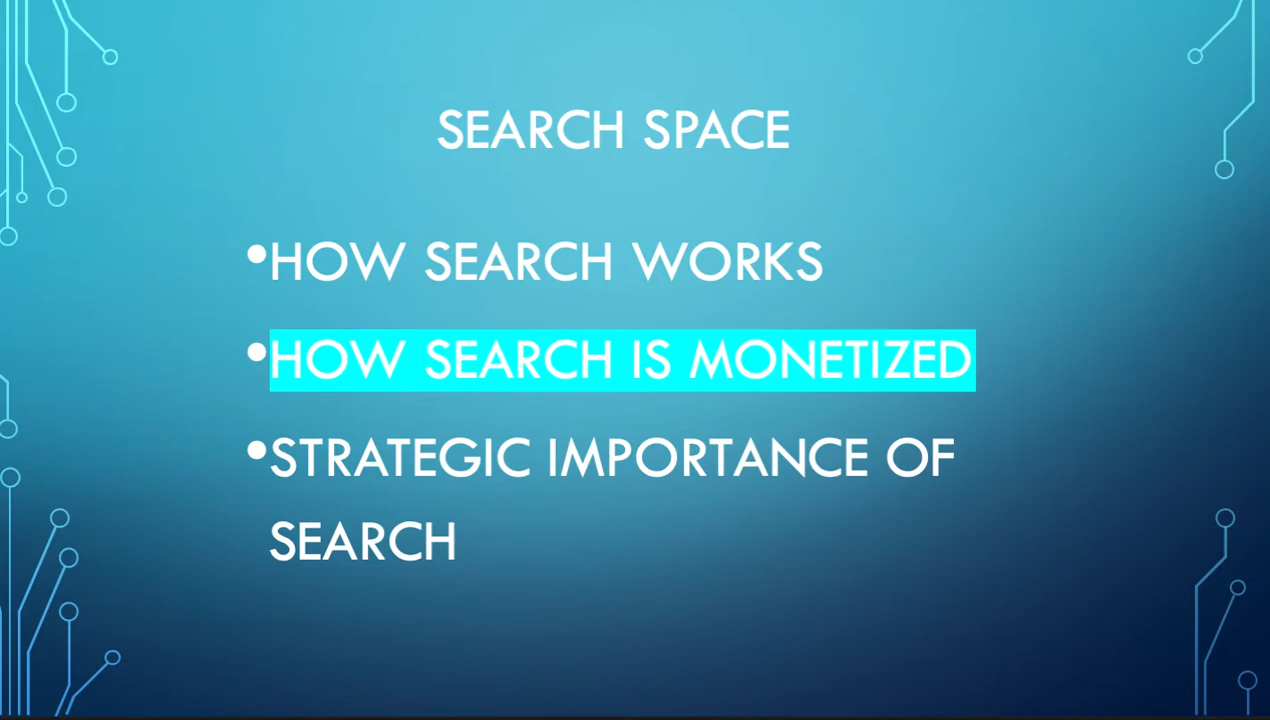 SEARCH SPACE
•HOW SEARCH WORKS
•HOW SEARCH IS MONETIZED
•STRATEGIC IMPORTANCE OF
SEARCH